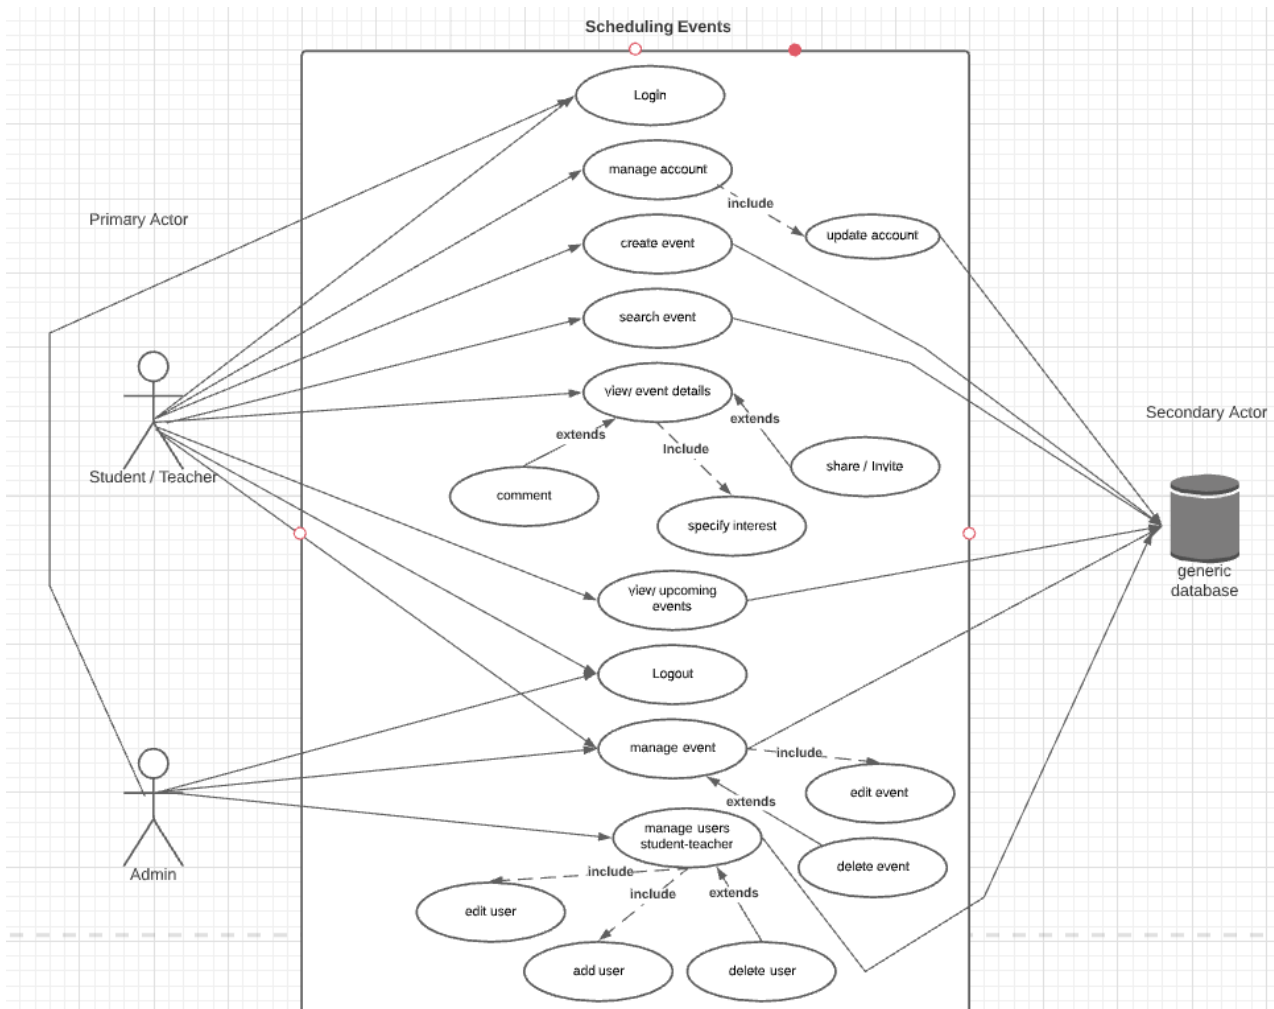 Scheduling Events
Login
manage account
include
Primary Actor
update account
create event
search event
view event details
extends
Secondary Actor
extends
Include
share / Invite
Student / Teacher
comment
specify interest
generic
database
view upcoming
events
Logout
manage event
include
edit event
extends
manage users
student-teacher
delete event
Admin
include
include
extends
edit user
add user
delete user